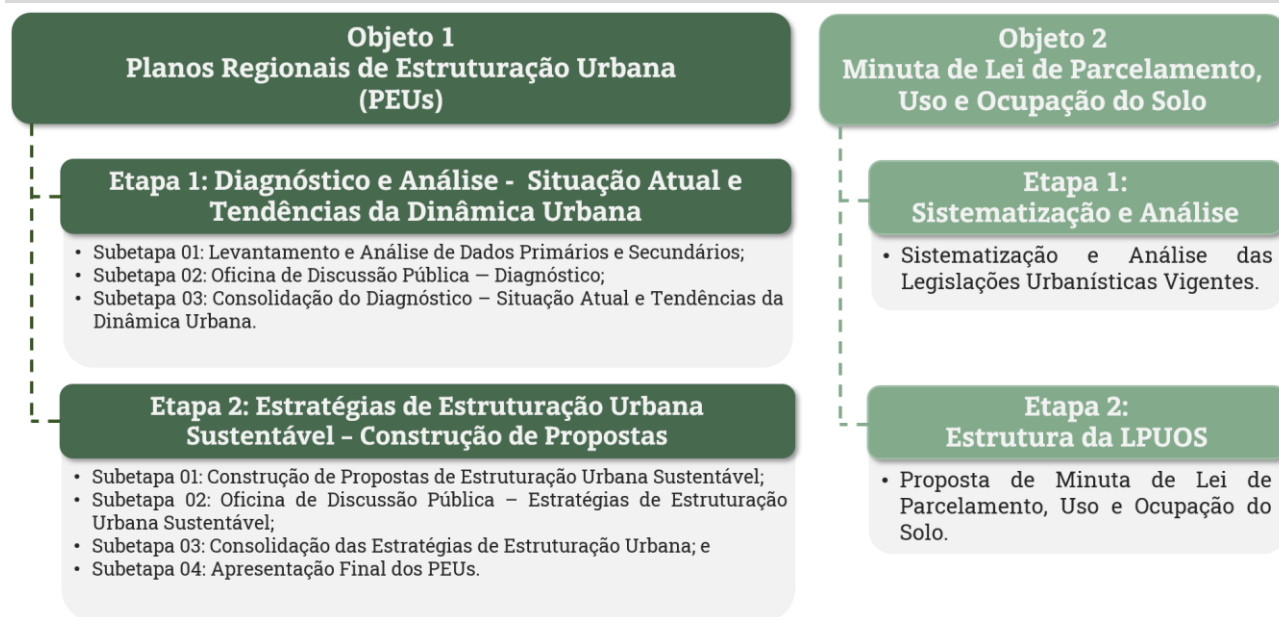 Objeto 1
Planos Regionais de Estruturação Urbana
(PEUs)
Etapa 1: Diagnóstico e Análise - Situação Atual e
Tendências da Dinâmica Urbana
• Subetapa 01: Levantamento e Análise de Dados Primários e Secundários;
• Subetapa 02: Oficina de Discussão Pública — Diagnóstico;
• Subetapa 03: Consolidação do Diagnóstico – Situação Atual e Tendências da
Dinâmica Urbana.
Etapa 2: Estratégias de Estruturação Urbana
Sustentável – Construção de Propostas
• Subetapa 01: Construção de Propostas de Estruturação Urbana Sustentável;
• Subetapa 02: Oficina de Discussão Pública – Estratégias de Estruturação
Urbana Sustentável;
• Subetapa 03: Consolidação das Estratégias de Estruturação Urbana; e
• Subetapa 04: Apresentação Final dos PEUs.
Objeto 2
Minuta de Lei de Parcelamento,
Uso e Ocupação do Solo
Etapa 1:
Sistematização e Análise
• Sistematização e Análise das
Legislações Urbanísticas Vigentes.
Etapa 2:
Estrutura da LPUOS
• Proposta de Minuta de Lei de
Parcelamento, Uso e Ocupação do
Solo.